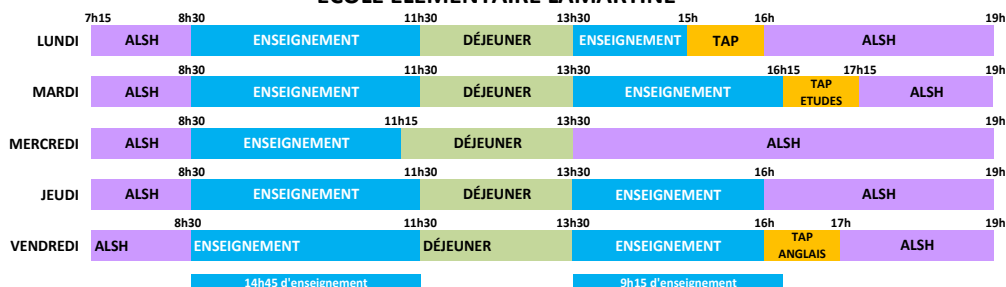 ÉCOLE ÉLÉMENTAIRE LAMARTINE
7h15 8h30 11h30 13h30 15h 16h 19h
LUNDI ALSH ENSEIGNEMENT DÉJEUNER ENSEIGNEMENT TAP ALSH
8h30 11h30 13h30 16h15 17h15 19h
MARDI ALSH ENSEIGNEMENT DÉJEUNER ENSEIGNEMENT TAP ETUDES ALSH
8h30 11h15 13h30 19h
MERCREDI ALSH ENSEIGNEMENT DÉJEUNER ALSH
8h30 11h30 13h30 16h 19h
JEUDI ALSH ENSEIGNEMENT DÉJEUNER ENSEIGNEMENT ALSH
8h30 11h30 13h30 16h 17h 19h
VENDREDI ALSH ENSEIGNEMENT DÉJEUNER ENSEIGNEMENT TAP ANGLAIS ALSH
14h45 d'enseignement 9h15 d'enseignement